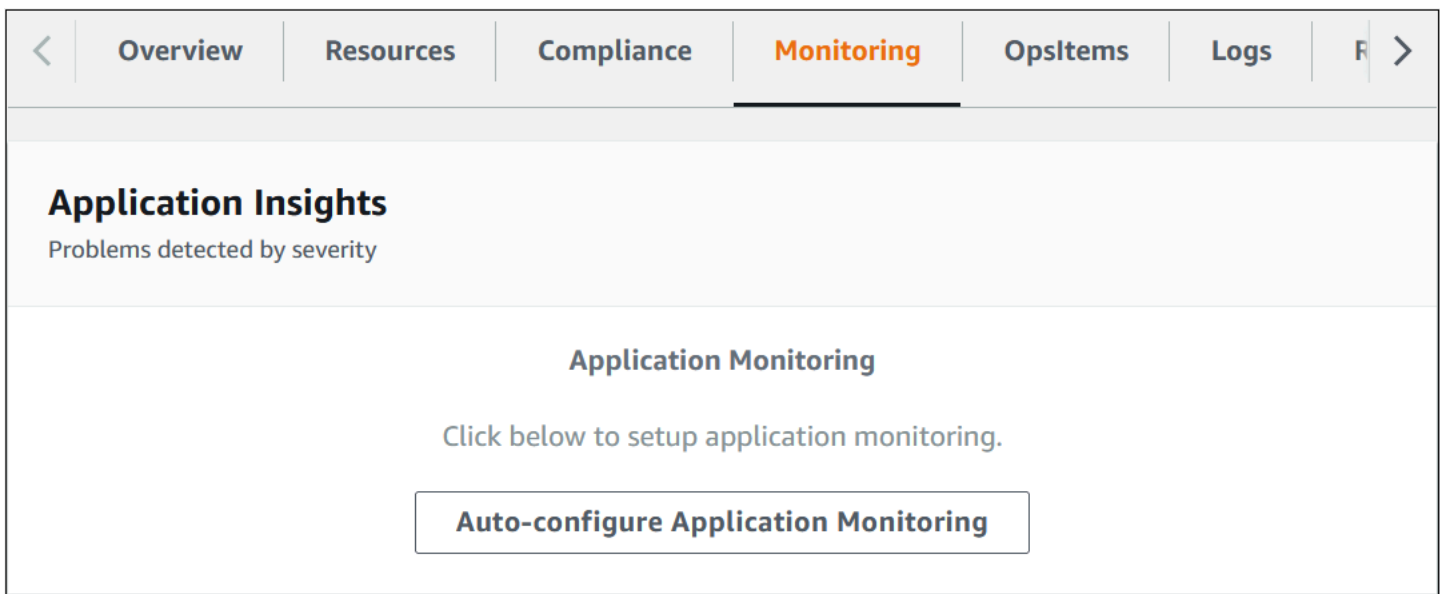 Overview Resources Compliance Monitoring OpsItems Logs R
Application Insights
Problems detected by severity
Application Monitoring
Click below to setup application monitoring.
Auto-configure Application Monitoring